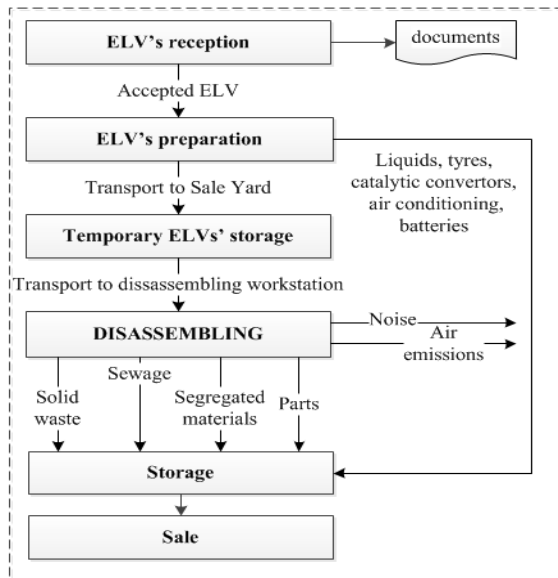 ELV's reception
documents
Accepted ELV
ELV's preparation
Liquids, tyres,
catalytic convertors,
air conditioning,
batteries
Transport to Sale Yard
Temporary ELVs' storage
Transport to dissassembling workstation
DISASSEMBLING
Noise
Air
emissions
Solid
waste
Sewage
Segregated
materials
Parts
Storage
Sale